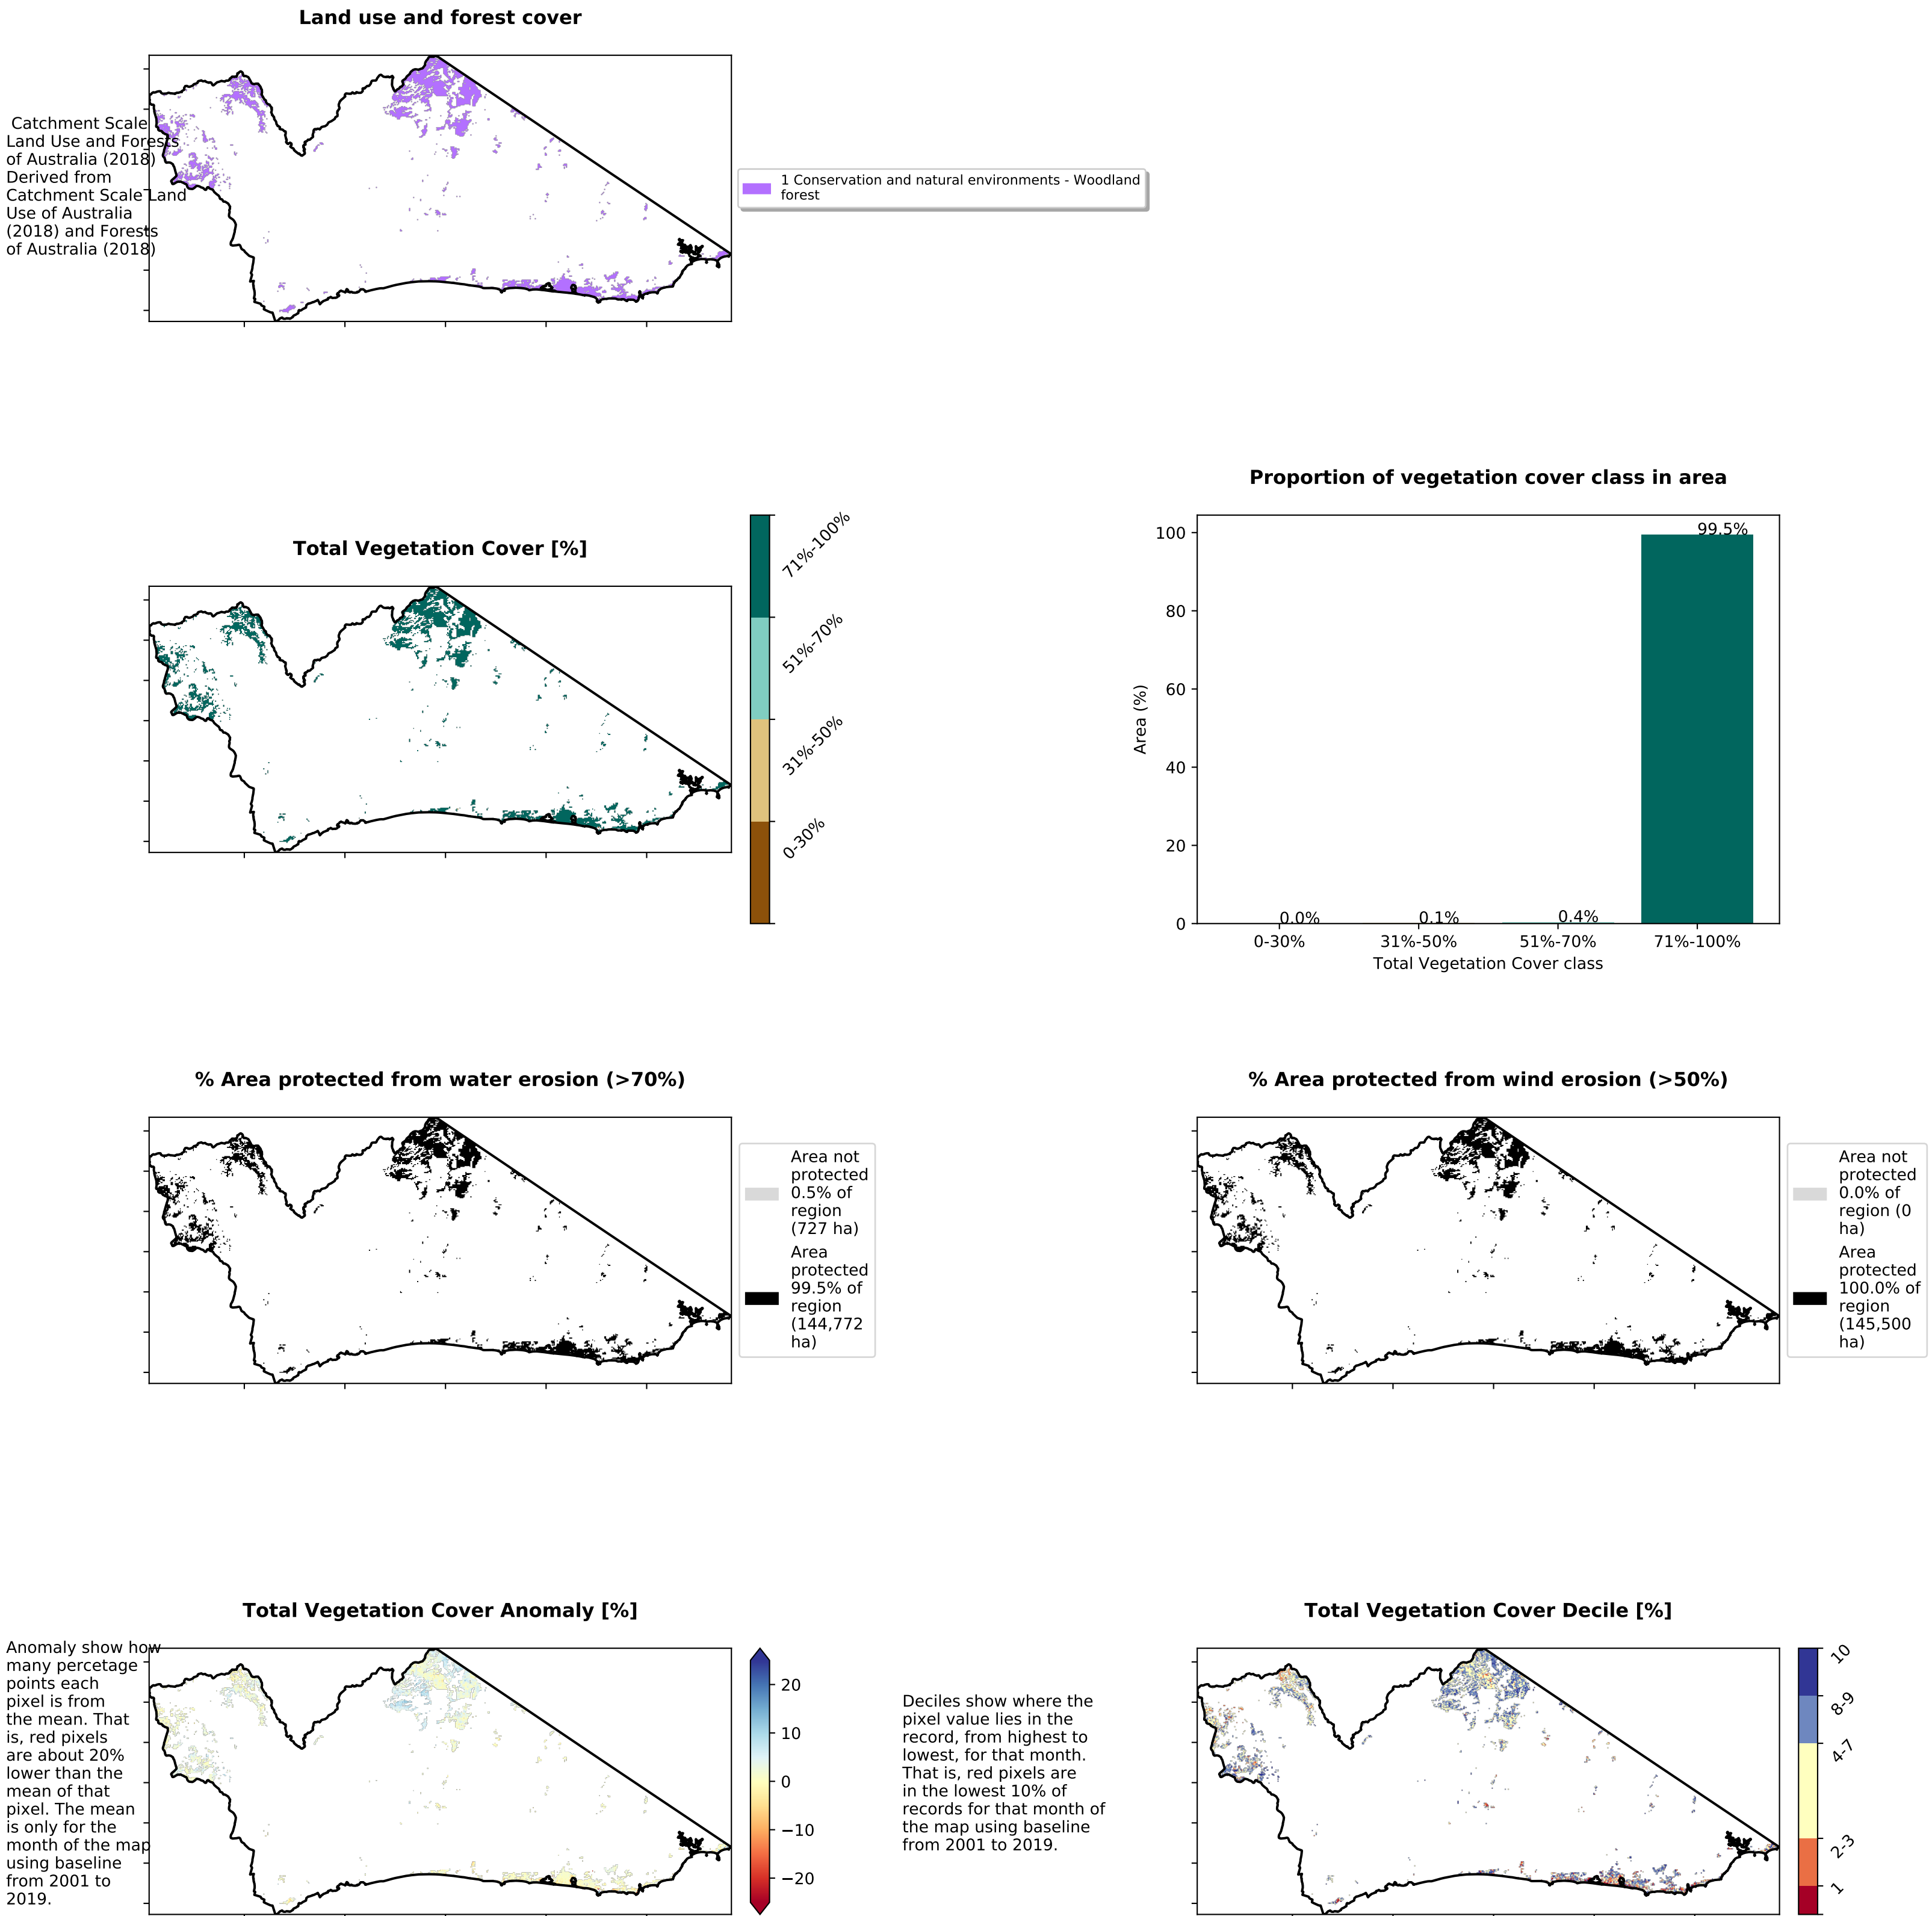 Land use and forest cover
Catchment Scale
Land Use and Forests
of Australia (2018)
Derived from
Catchment Scale Land
Use of Australia
(2018) and Forests
of Australia (2018)
1 Conservation and natural environments - Woodland
forest
Total Vegetation Cover [%]
71%-100%
51%-70%
31%-50%
0-30%
Proportion of vegetation cover class in area
100
80
60
40
20
0
Area (%)
0.0%
0.1%
0.4%
99.5%
0-30%
31%-50%
51%-70%
71%-100%
Total Vegetation Cover class
% Area protected from water erosion (>70%)
Area not
protected
0.5% of
region
(727 ha)
Area
protected
99.5% of
region
(144,772
ha)
% Area protected from wind erosion (>50%)
Area not
protected
0.0% of
region (0
ha)
Area
protected
100.0% of
region
(145,500
ha)
Total Vegetation Cover Anomaly [%]
Anomaly show how
many percetage
points each
pixel is from
the mean. That
is, red pixels
are about 20%
lower than the
mean of that
pixel. The mean
is only for the
month of the map
using baseline
from 2001 to
2019.
20
10
0
−10
−20
Total Vegetation Cover Decile [%]
Deciles show where the
pixel value lies in the
record, from highest to
lowest, for that month.
That is, red pixels are
in the lowest 10% of
records for that month of
the map using baseline
from 2001 to 2019.
10
8-9
4-7
2-3
1